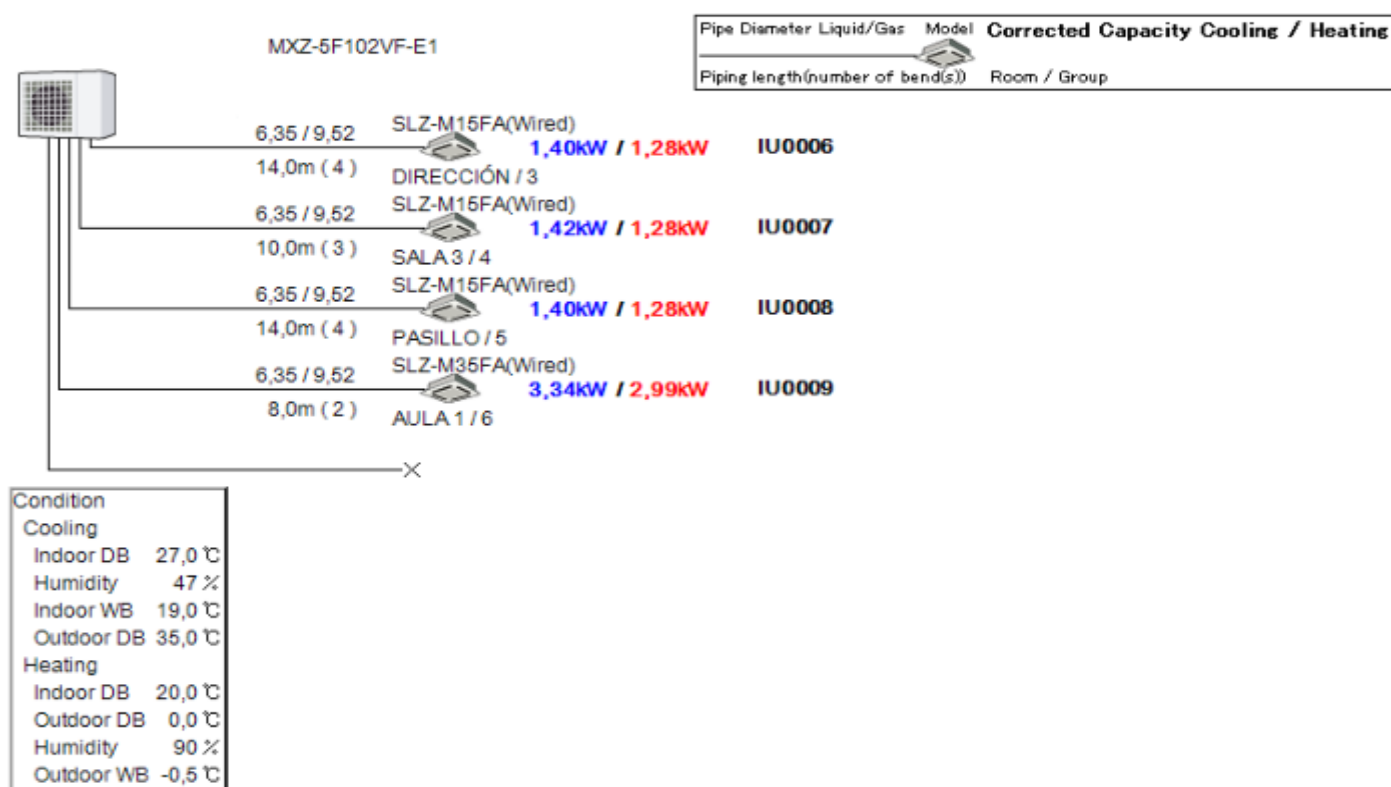 MXZ-5F102VF-E1
Pipe Diameter Liquid/Gas Model Corrected Capacity Cooling / Heating
Piping length(number of bend(s)) Room / Group
6,35 / 9,52 SLZ-M15FA(Wired)
1,40kW / 1,28kW IU0006
14,0m ( 4 ) DIRECCIÓN / 3
6,35 / 9,52 SLZ-M15FA(Wired)
1,42kW / 1,28kW IU0007
10,0m ( 3 ) SALA 3 / 4
6,35 / 9,52 SLZ-M15FA(Wired)
1,40kW / 1,28kW IU0008
14,0m ( 4 ) PASILLO / 5
6,35 / 9,52 SLZ-M35FA(Wired)
3,34kW / 2,99kW IU0009
8,0m ( 2 ) AULA 1 / 6
Condition
Cooling
Indoor DB 27,0 ℃
Humidity 47 %
Indoor WB 19,0 ℃
Outdoor DB 35,0 ℃
Heating
Indoor DB 20,0 ℃
Outdoor DB 0,0 ℃
Humidity 90 %
Outdoor WB -0,5 ℃